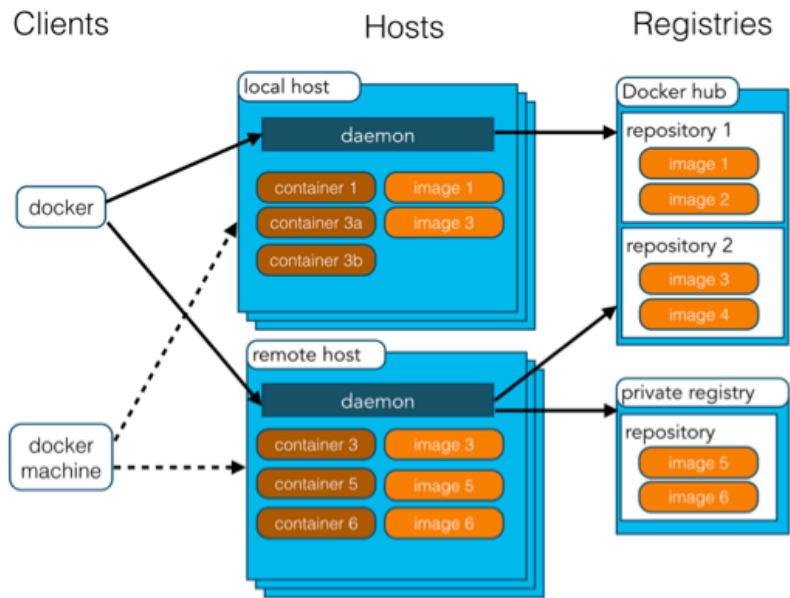 Clients
Hosts
Registries
local host
daemon
container 1
image 1
container 3a
image 3
container 3b
docker
docker
machine
remote host
daemon
container 3
image 3
container 5
image 5
container 6
image 6
Docker hub
repository 1
image 1
image 2
repository 2
image 3
image 4
private registry
repository
image 5
image 6